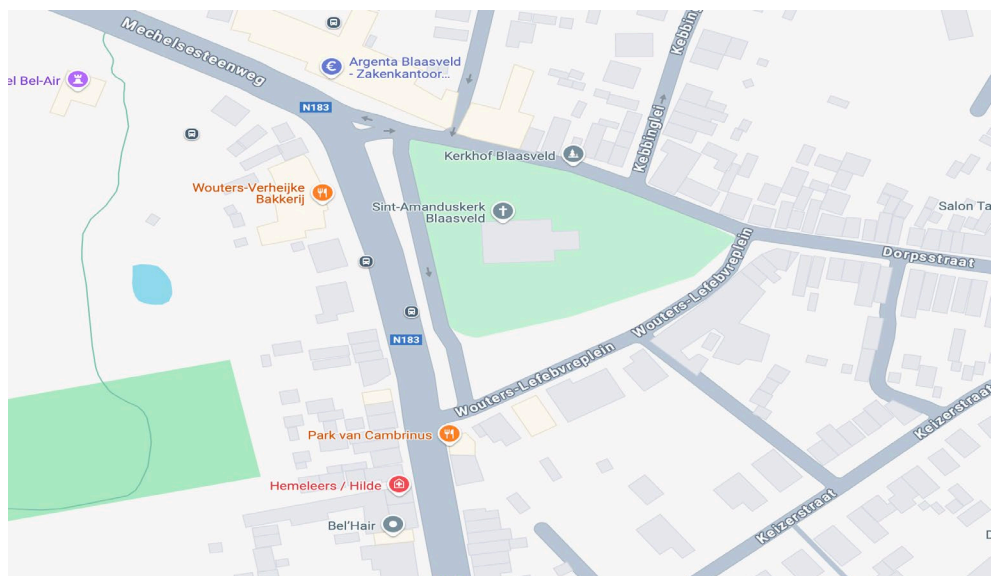 Mechelsesteenweg
Argenta Blaasveld
- Zakenkantoor...
el Bel-Air
N183
Kebbinglei
Kebbinglei
Kerkhof Blaasveld
Wouters-Verheijke
Bakkerij
Sint-Amanduskerk
Blaasveld
Salon Ta
Dorpsstraat
Wouters-Lefebvreplein
N183
Wouters-Lefebvreplein
Keizerstraat
Park van Cambrinus
Hemeleers / Hilde
Keizerstraat
Bel'Hair
D